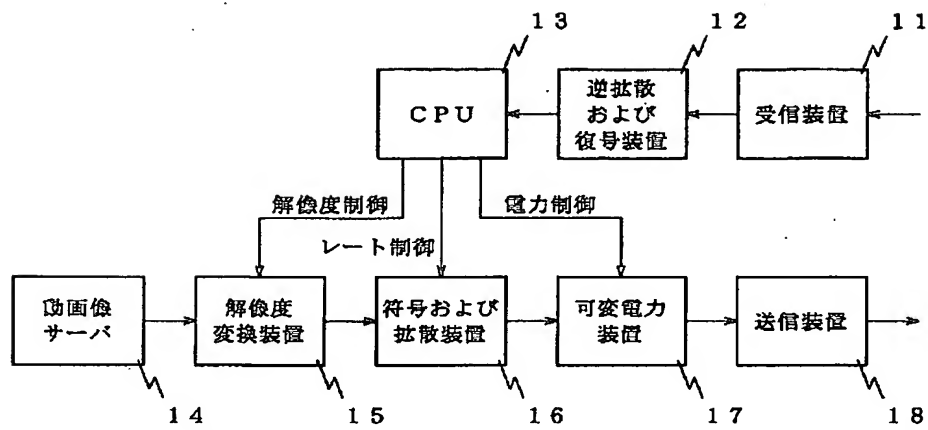 13
12
11
CPU
逆拡散
および
復号装置
受信装置
解像度制御
電力制御
レート制御
動画像
サーバ
解像度
変換装置
符号および
拡散装置
可変電力
装置
送信装置
14
15
16
17
18